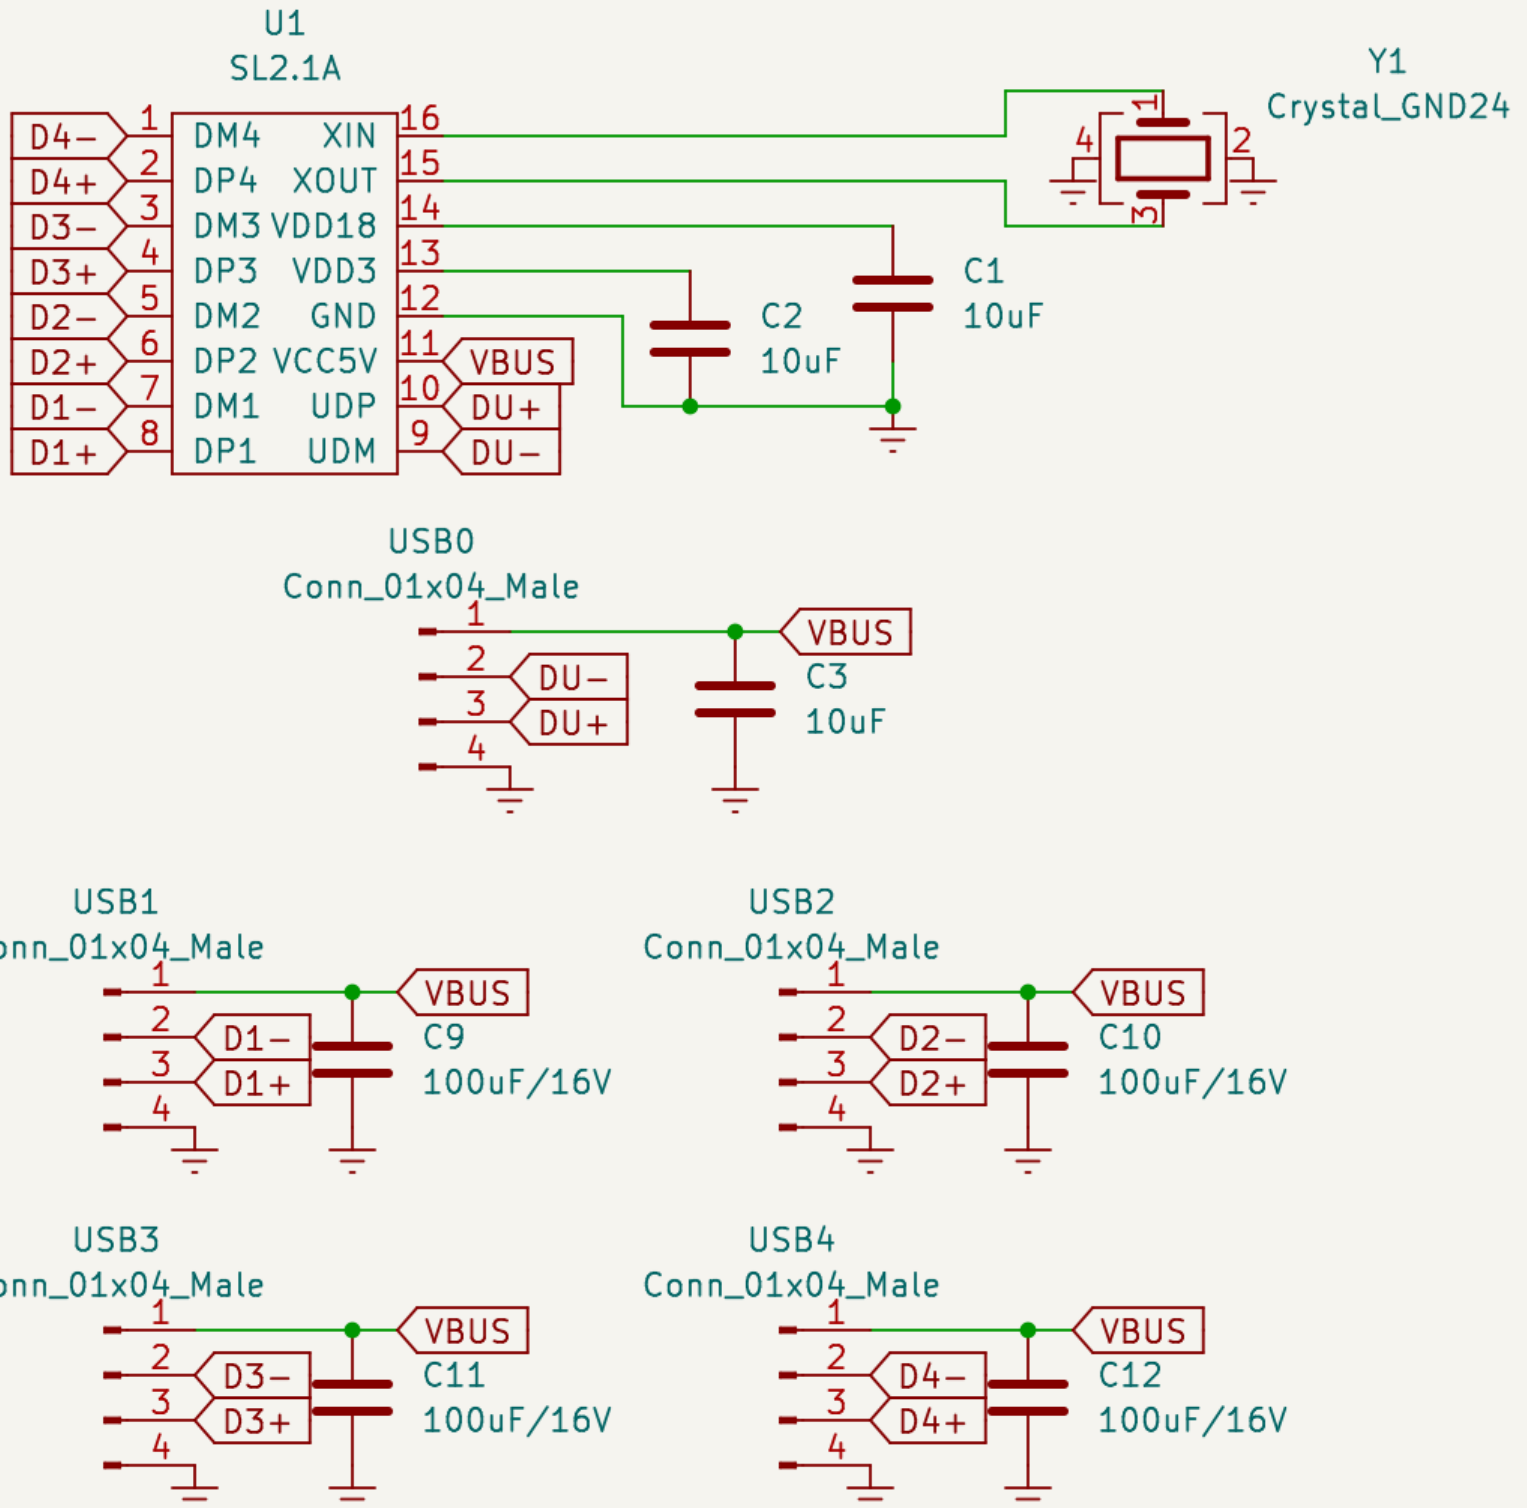 U1
SL2.1A
D4- 1 DM4 XIN 16
D4+ 2 DP4 XOUT 15
D3- 3 DM3 VDD18 14
D3+ 4 DP3 VDD3 13
D2- 5 DM2 GND 12
D2+ 6 DP2 VCC5V 11 VBUS
D1- 7 DM1 UDP 10 DU+
D1+ 8 DP1 UDM 9 DU-
Y1
Crystal_GND24
1
4 2
3
C1
10uF
C2
10uF
USB0
Conn_01x04_Male
1 VBUS
2 DU-
3 DU+
4
C3
10uF
USB1
onn_01x04_Male
1 VBUS
2 D1-
3 D1+
4
C9
100uF/16V
USB2
Conn_01x04_Male
1 VBUS
2 D2-
3 D2+
4
C10
100uF/16V
USB3
onn_01x04_Male
1 VBUS
2 D3-
3 D3+
4
C11
100uF/16V
USB4
Conn_01x04_Male
1 VBUS
2 D4-
3 D4+
4
C12
100uF/16V